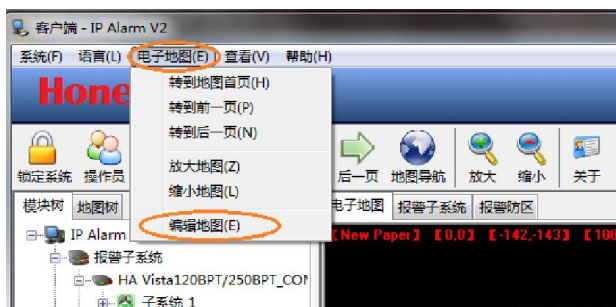 客户端 - IP Alarm V2
系统(F) 语言(L) 电子地图(E) 查看(V) 帮助(H)
Hone
转到地图首页(H)
转到前一页(P)
转到后一页(N)
放大地图(Z)
缩小地图(L)
编辑地图(E)
锁定系统 操作员 后一页 地图导航 放大 缩小 关于
模块树 地图树 电子地图 报警子系统 报警防区
IP Alarm 【New Paper】【0,0】【-142,-143】【100
报警子系统
HA Vista120BPT/250BPT_CON
子系统 1